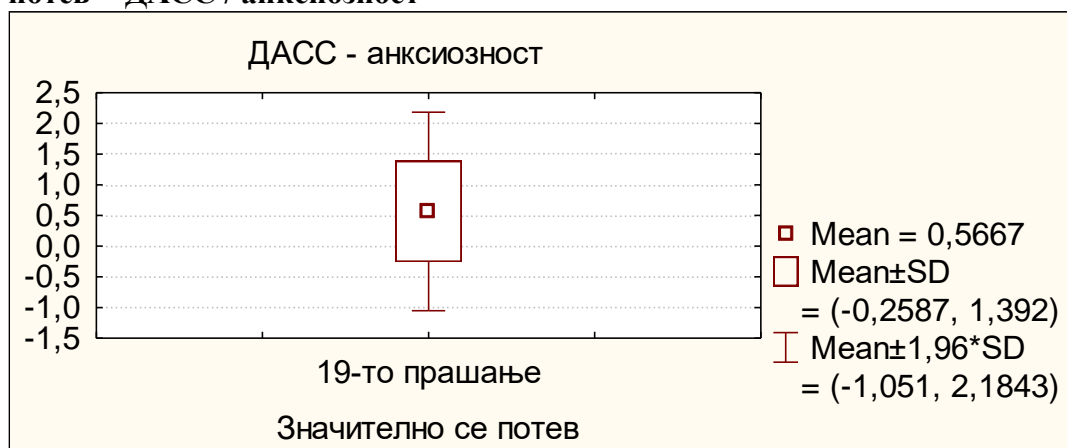 потев – ДАСС / анксиозност
ДАСС - анксиозност
2,5
2,0
1,5
1,0
0,5
0,0
-0,5
-1,0
-1,5
19-то прашање
Значително се потев
Mean = 0,5667
Mean±SD
= (-0,2587, 1,392)
Mean±1,96*SD
= (-1,051, 2,1843)